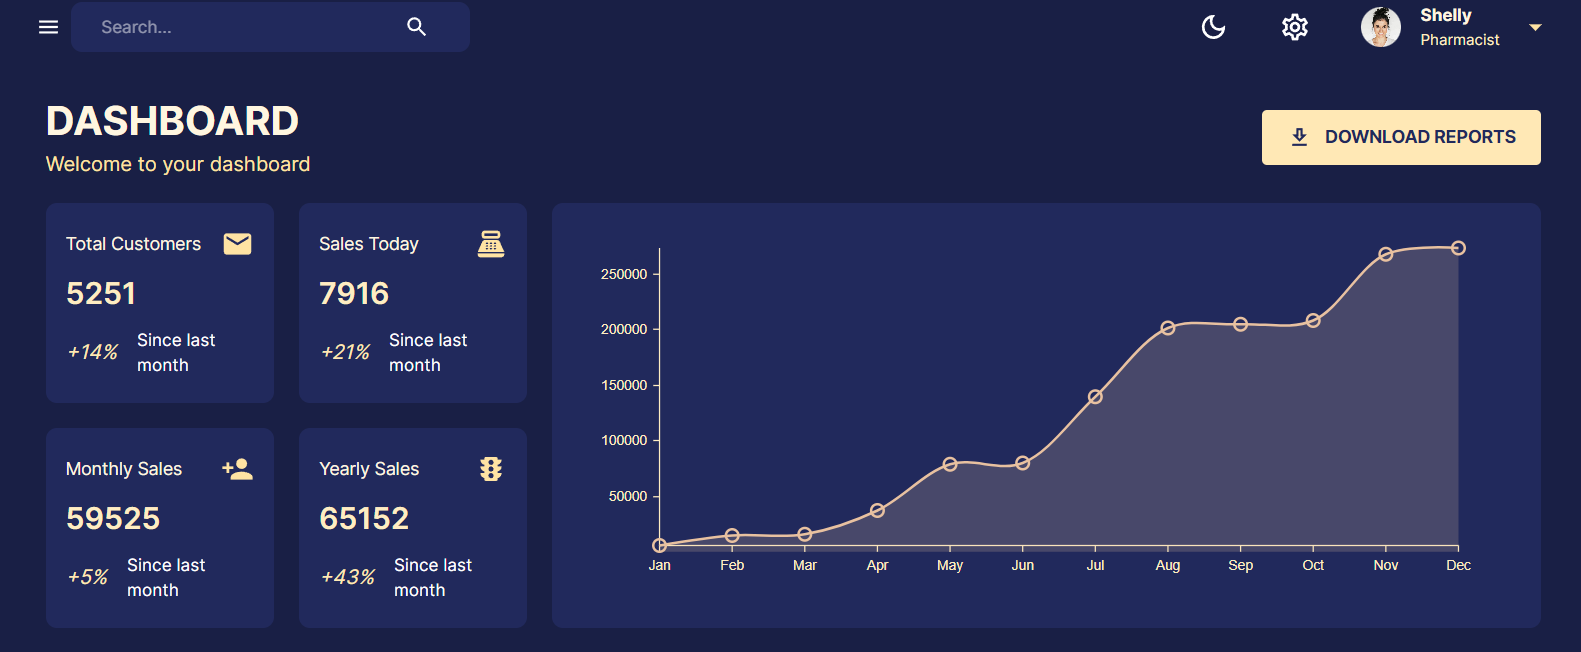 Search...
Shelly
Pharmacist
DASHBOARD
Welcome to your dashboard
DOWNLOAD REPORTS
Total Customers
5251
+14%
Since last
month
Sales Today
7916
+21%
Since last
month
Monthly Sales
59525
+5%
Since last
month
Yearly Sales
65152
+43%
Since last
month
250000
200000
150000
100000
50000
Jan Feb Mar Apr May Jun Jul Aug Sep Oct Nov Dec